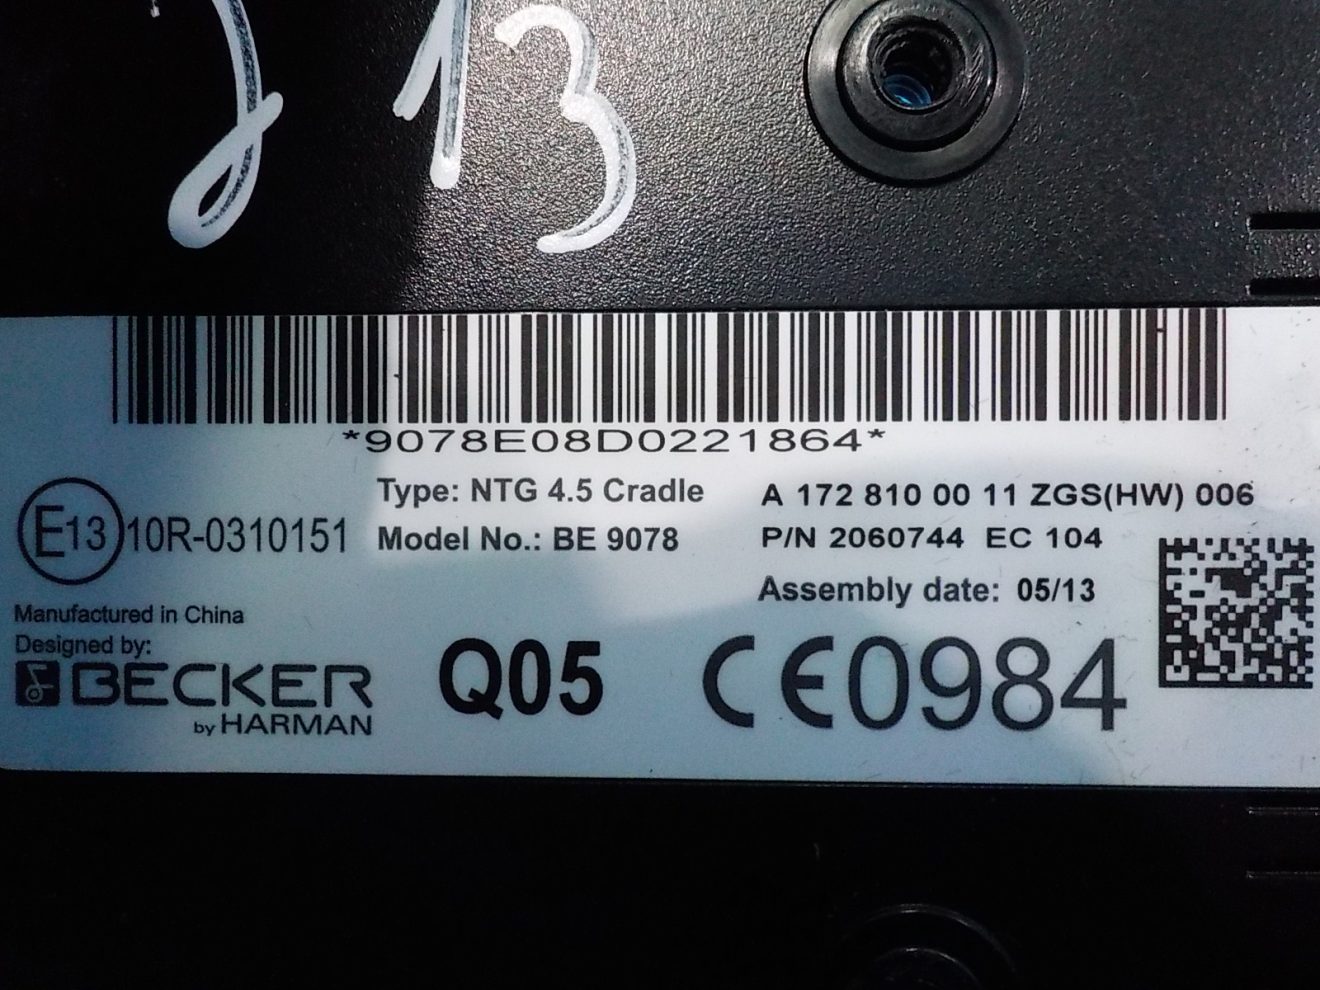 13
*9078E08D0221864*
Type: NTG 4.5 Cradle
A 172 810 00 11 ZGS(HW) 006
E13 10R-0310151
Model No.: BE 9078
P/N 2060744 EC 104
Assembly date: 05/13
Manufactured in China
Designed by:
BECKER
by HARMAN
Q05
CE0984